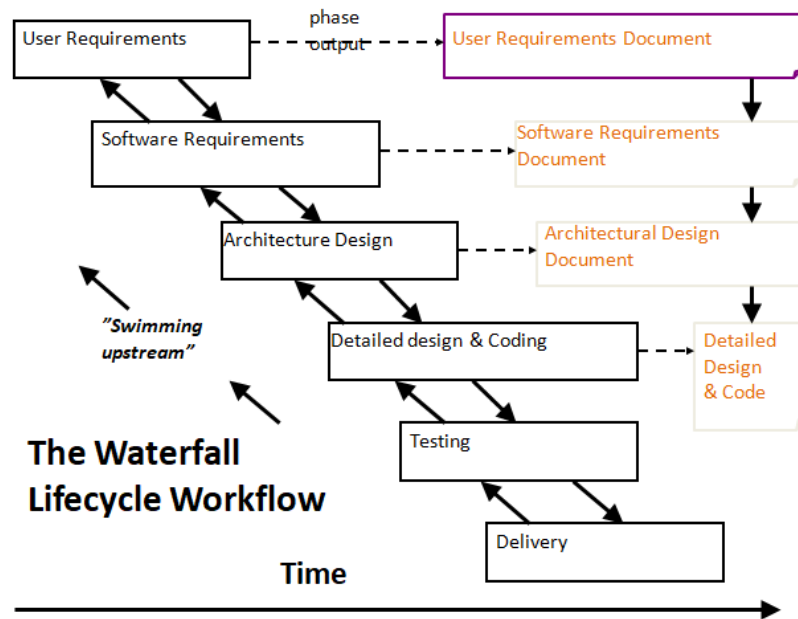 User Requirements
phase
output
User Requirements Document
Software Requirements
Software Requirements
Document
Architecture Design
Architectural Design
Document
”Swimming
upstream”
Detailed design & Coding
Detailed
Design
& Code
The Waterfall
Lifecycle Workflow
Testing
Delivery
Time